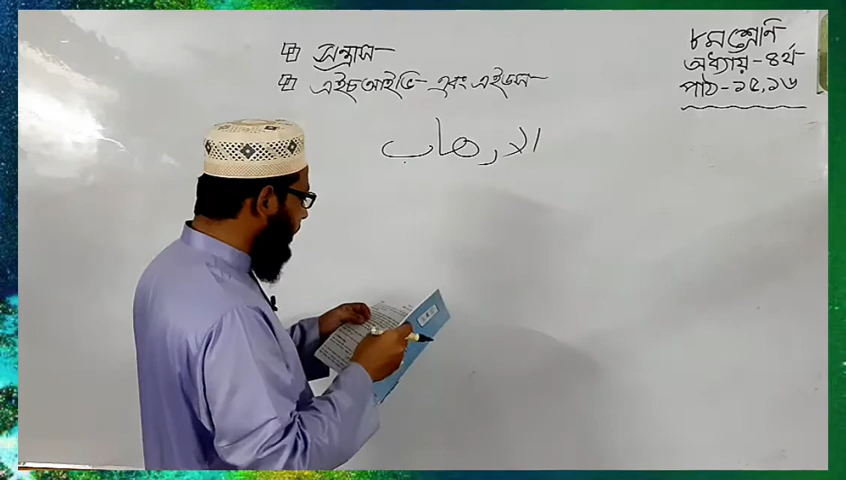 সন্ত্রাস-
এইচআইভি- এবং এইডস-
৮ম শ্রেণি
অধ্যায়-৪র্থ
পাঠ-১৫,১৬
الارهاب